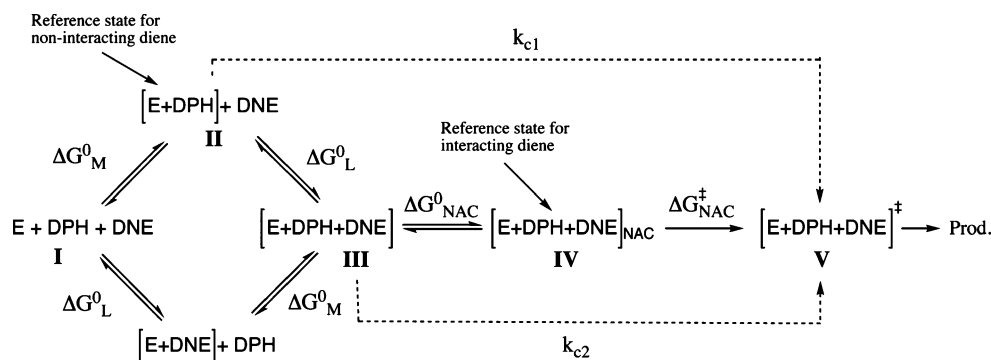 Reference state for
non-interacting diene
k_c1
[E+DPH]+ DNE
II
Reference state for
interacting diene
ΔG⁰_M
ΔG⁰_L
ΔG⁰_NAC
ΔG‡_NAC
E + DPH + DNE
[E+DPH+DNE]
[E+DPH+DNE]NAC
[E+DPH+DNE]‡
Prod.
I
III
IV
V
ΔG⁰_L
ΔG⁰_M
[E+DNE]+ DPH
k_c2